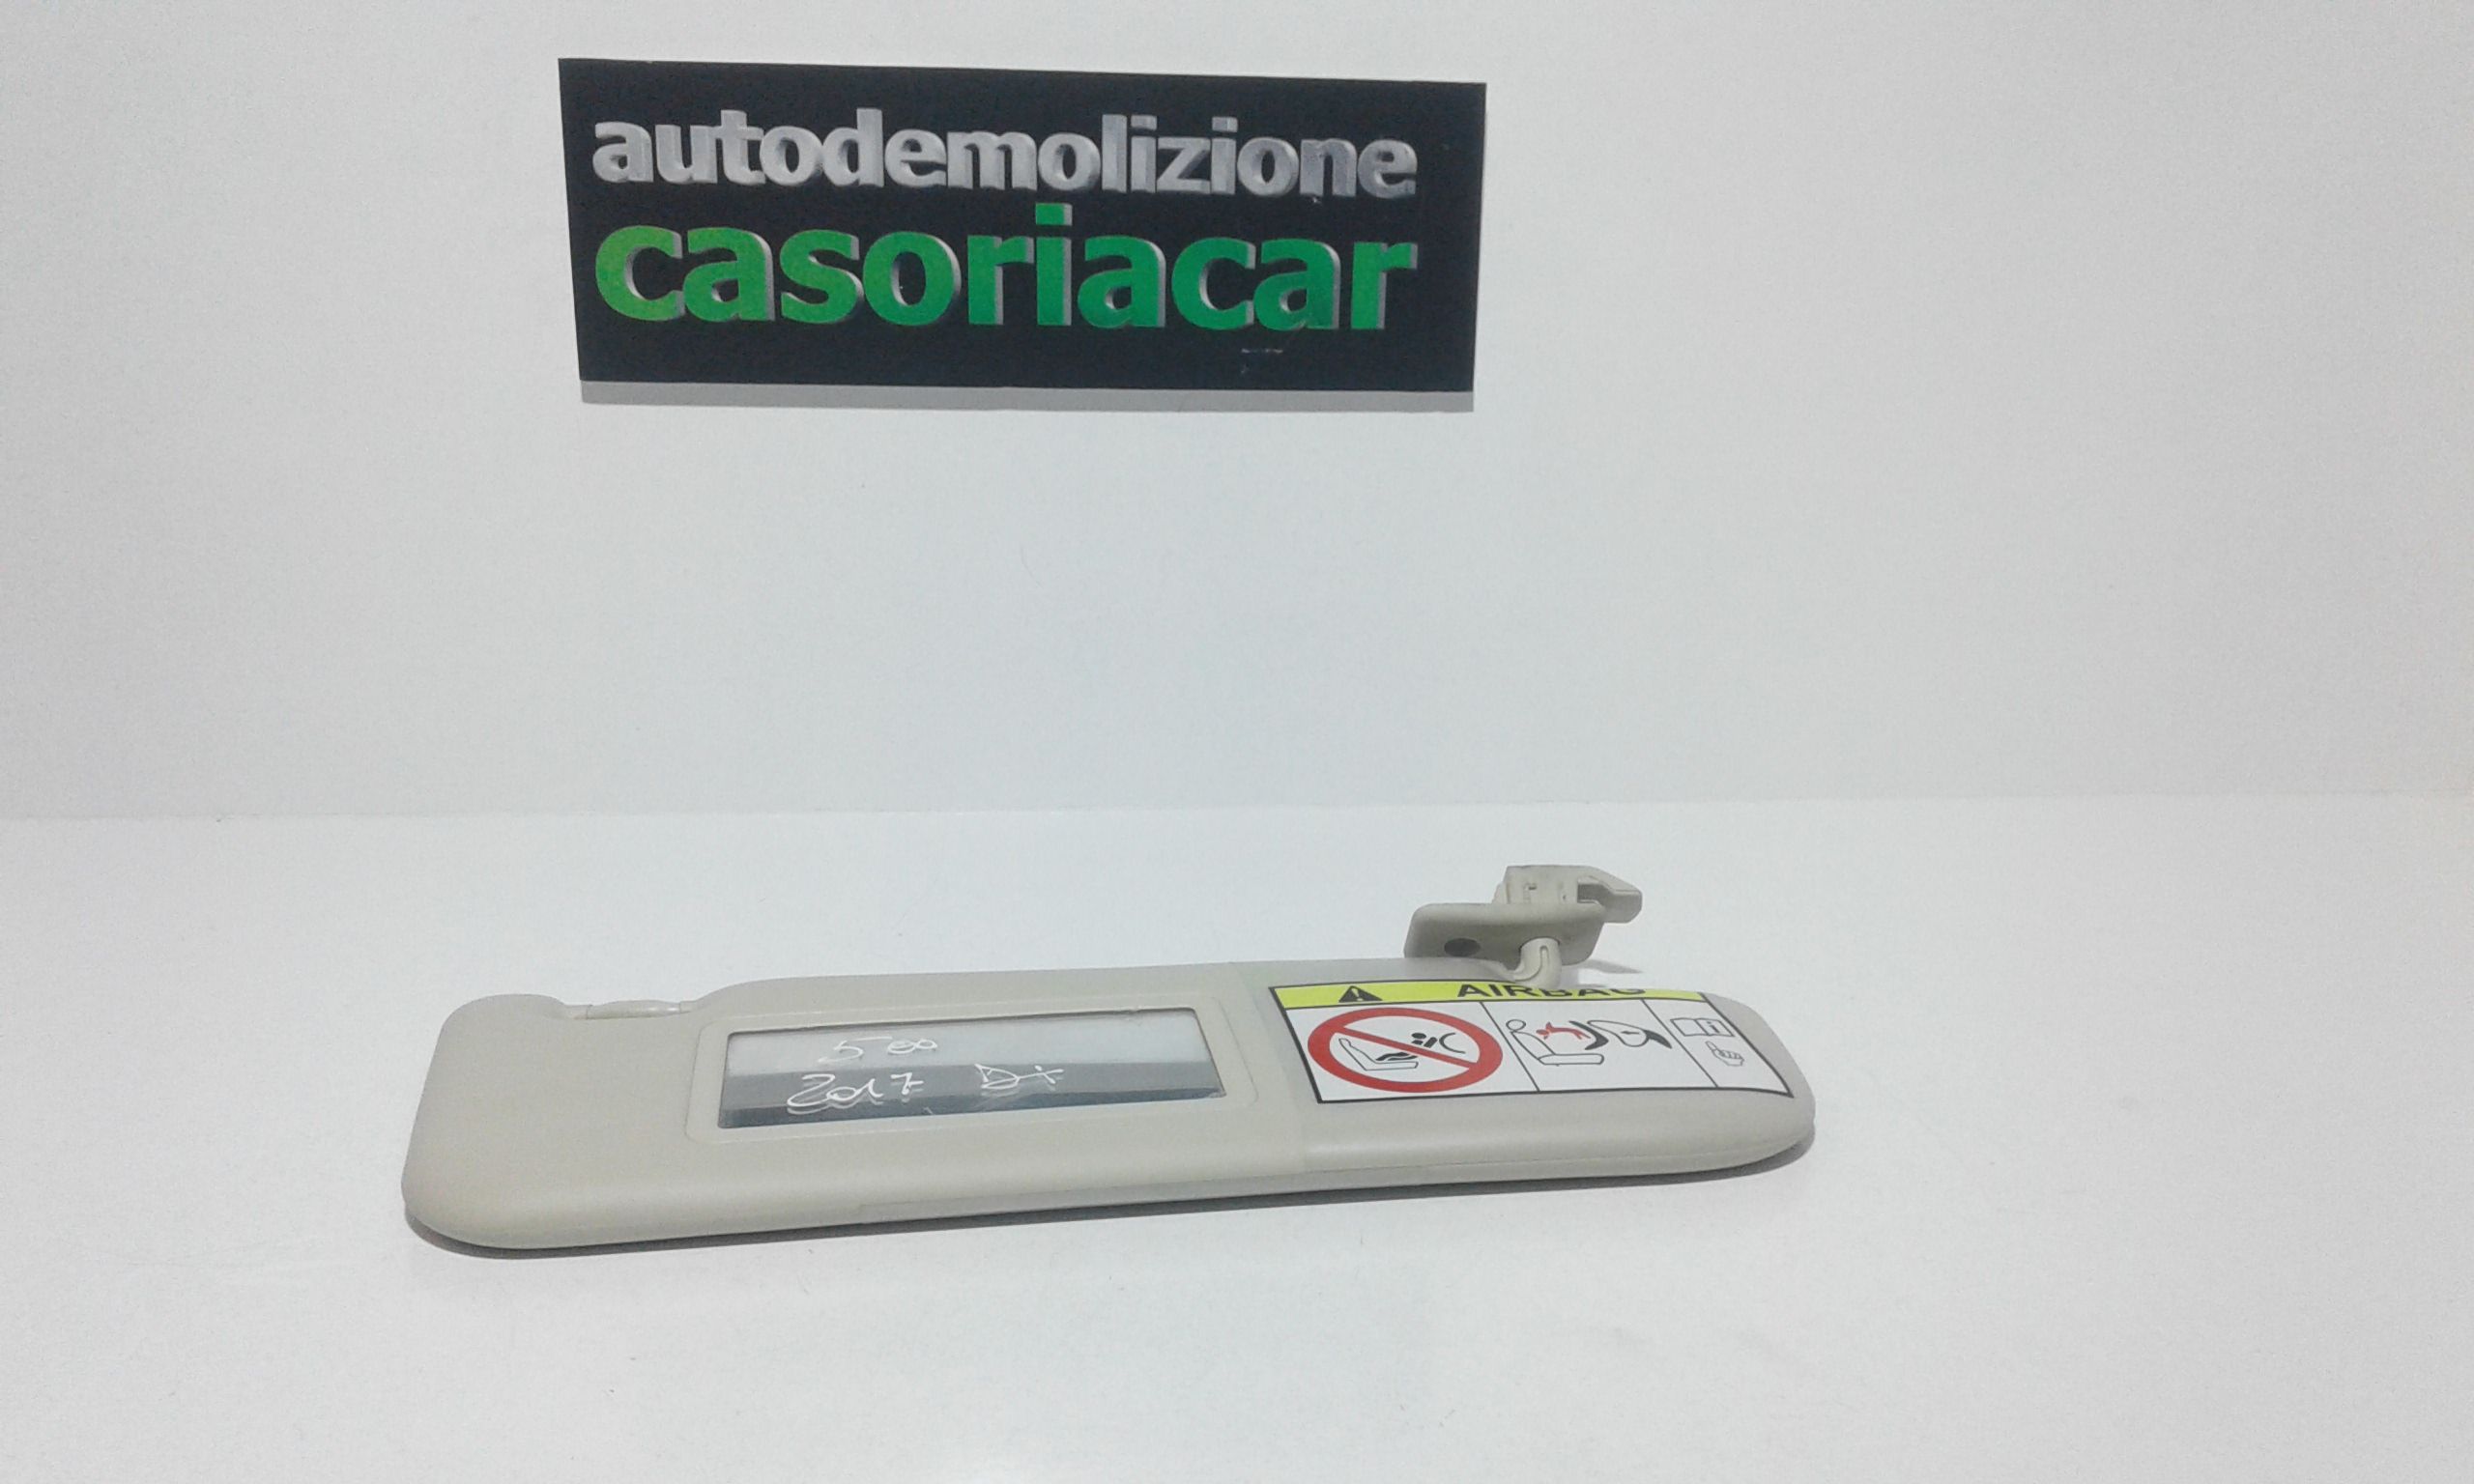 autodemolizione
casoriacar
AIRBAG
i
500
2017 Dx